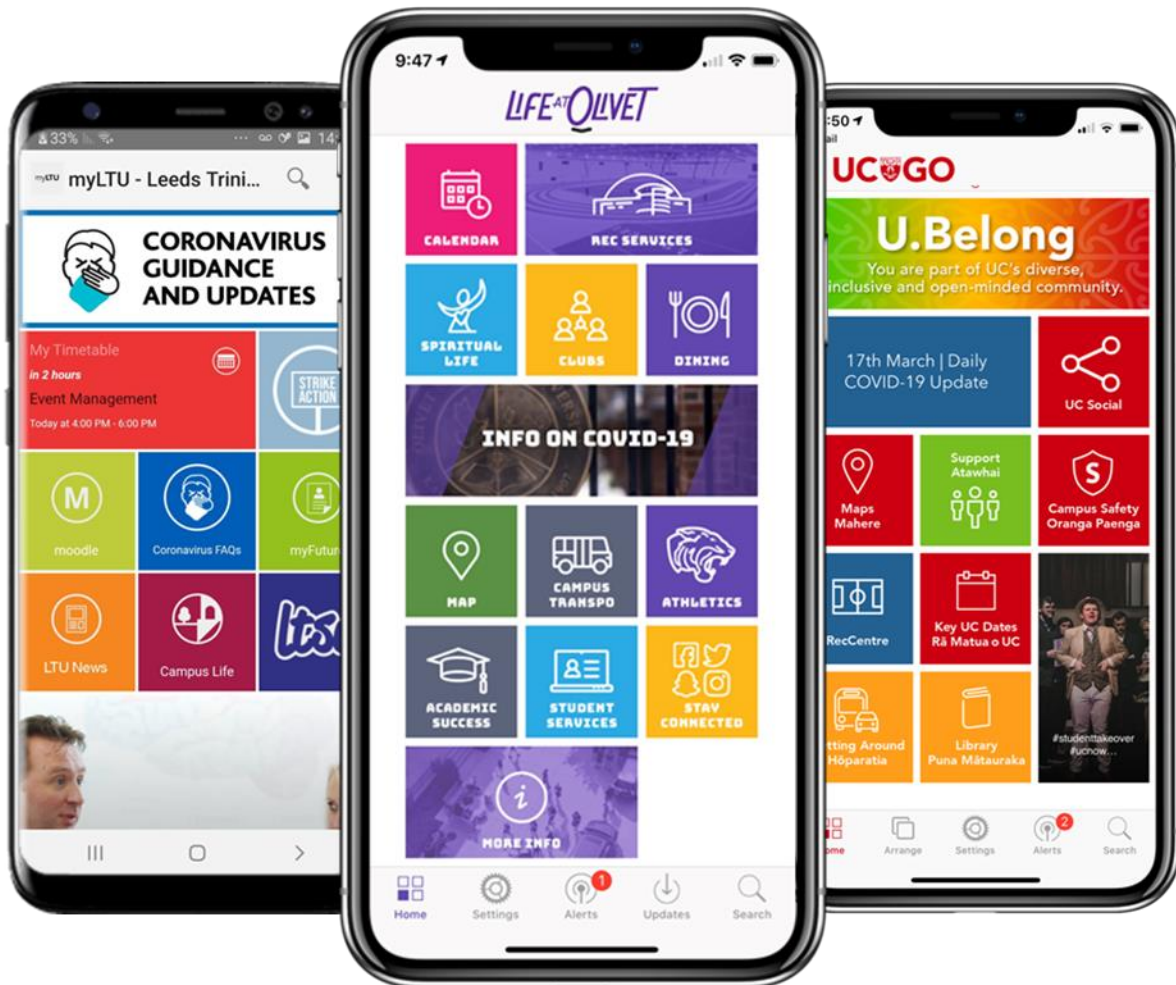 33%
myLTU
myLTU - Leeds Trini...
CORONAVIRUS
GUIDANCE
AND UPDATES
My Timetable
in 2 hours
Event Management
Today at 4:00 PM - 6:00 PM
STRIKE
ACTION
M
moodle
Coronavirus FAQs
myFutur
LTU News
Campus Life
ltsu
9:47
LIFE AT OLIVET
CALENDAR
REC SERVICES
SPIRITUAL
LIFE
CLUBS
DINING
INFO ON COVID-19
MAP
CAMPUS
TRANSPO
ATHLETICS
ACADEMIC
SUCCESS
STUDENT
SERVICES
STAY
CONNECTED
i
MORE INFO
1
Home
Settings
Alerts
Updates
Search
:50
ail
UC GO
U.Belong
You are part of UC's diverse,
inclusive and open-minded community.
17th March | Daily
COVID-19 Update
UC Social
Maps
Mahere
Support
Atawhai
S
Campus Safety
Oranga Paenga
RecCentre
Key UC Dates
Rā Matua o UC
tting Around
Hōparatia
Library
Puna Mātauraka
#studenttakeover
#ucnow...
2
ome
Arrange
Settings
Alerts
Search